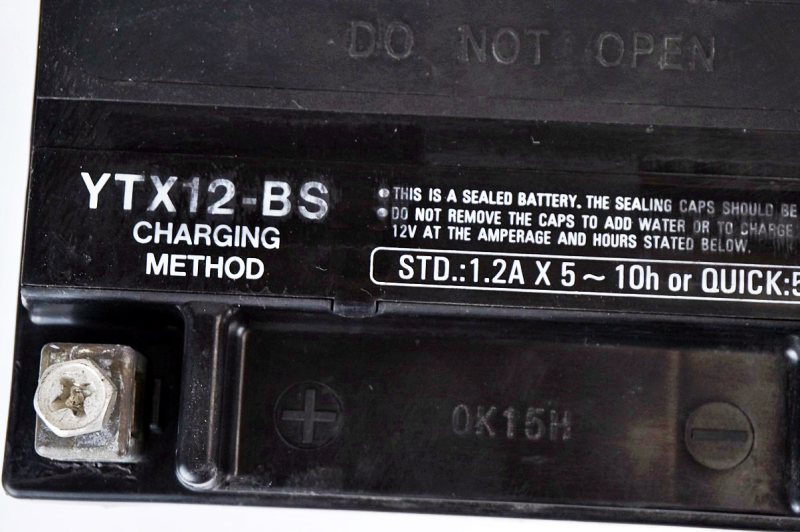 DO NOT OPEN
YTX12-BS
CHARGING
METHOD
THIS IS A SEALED BATTERY. THE SEALING CAPS SHOULD BE
DO NOT REMOVE THE CAPS TO ADD WATER OR TO CHARGE
12V AT THE AMPERAGE AND HOURS STATED BELOW.
STD.:1.2A X 5 ~ 10h or QUICK:5
+ OK15H -